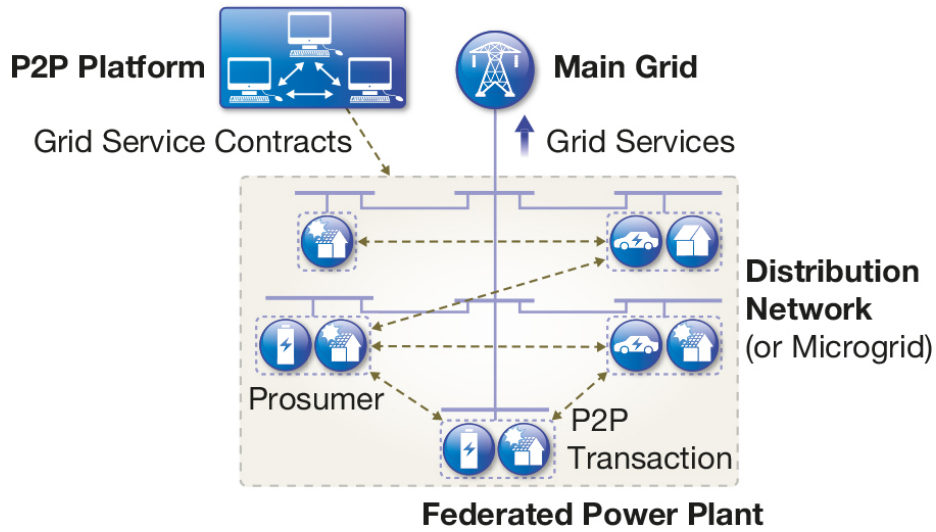 P2P Platform
Main Grid
Grid Service Contracts
Grid Services
Distribution
Network
(or Microgrid)
Prosumer
P2P
Transaction
Federated Power Plant